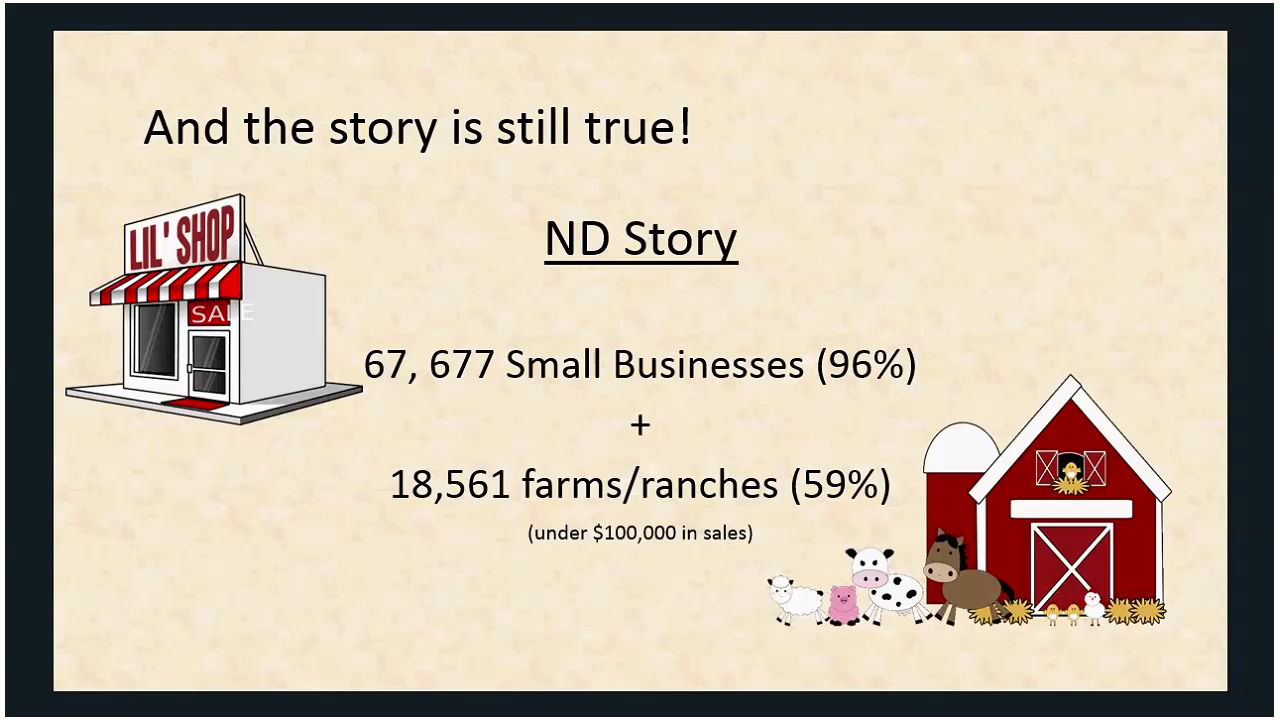 And the story is still true!
LIL' SHOP
SALE
ND Story
67, 677 Small Businesses (96%)
+
18,561 farms/ranches (59%)
(under $100,000 in sales)